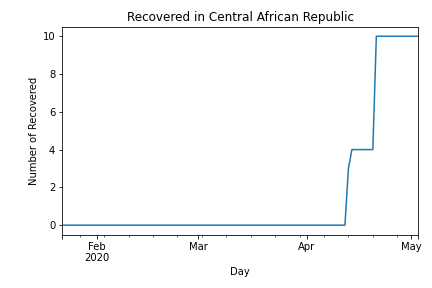 Recovered in Central African Republic
10
8
6
4
2
0
Number of Recovered
Feb
2020
Mar
Apr
May
Day